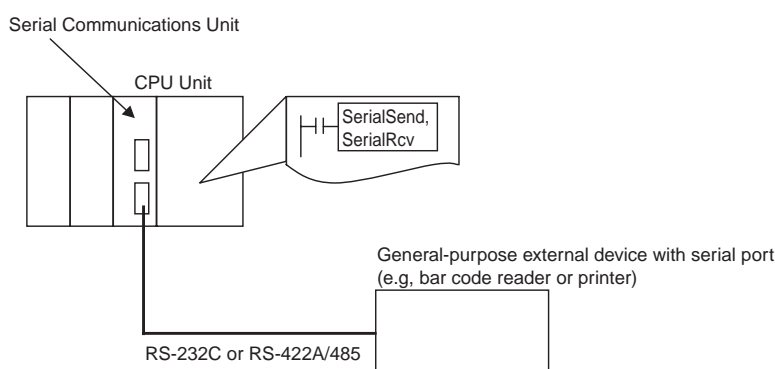 Serial Communications Unit
CPU Unit
SerialSend,
SerialRcv
General-purpose external device with serial port
(e.g, bar code reader or printer)
RS-232C or RS-422A/485